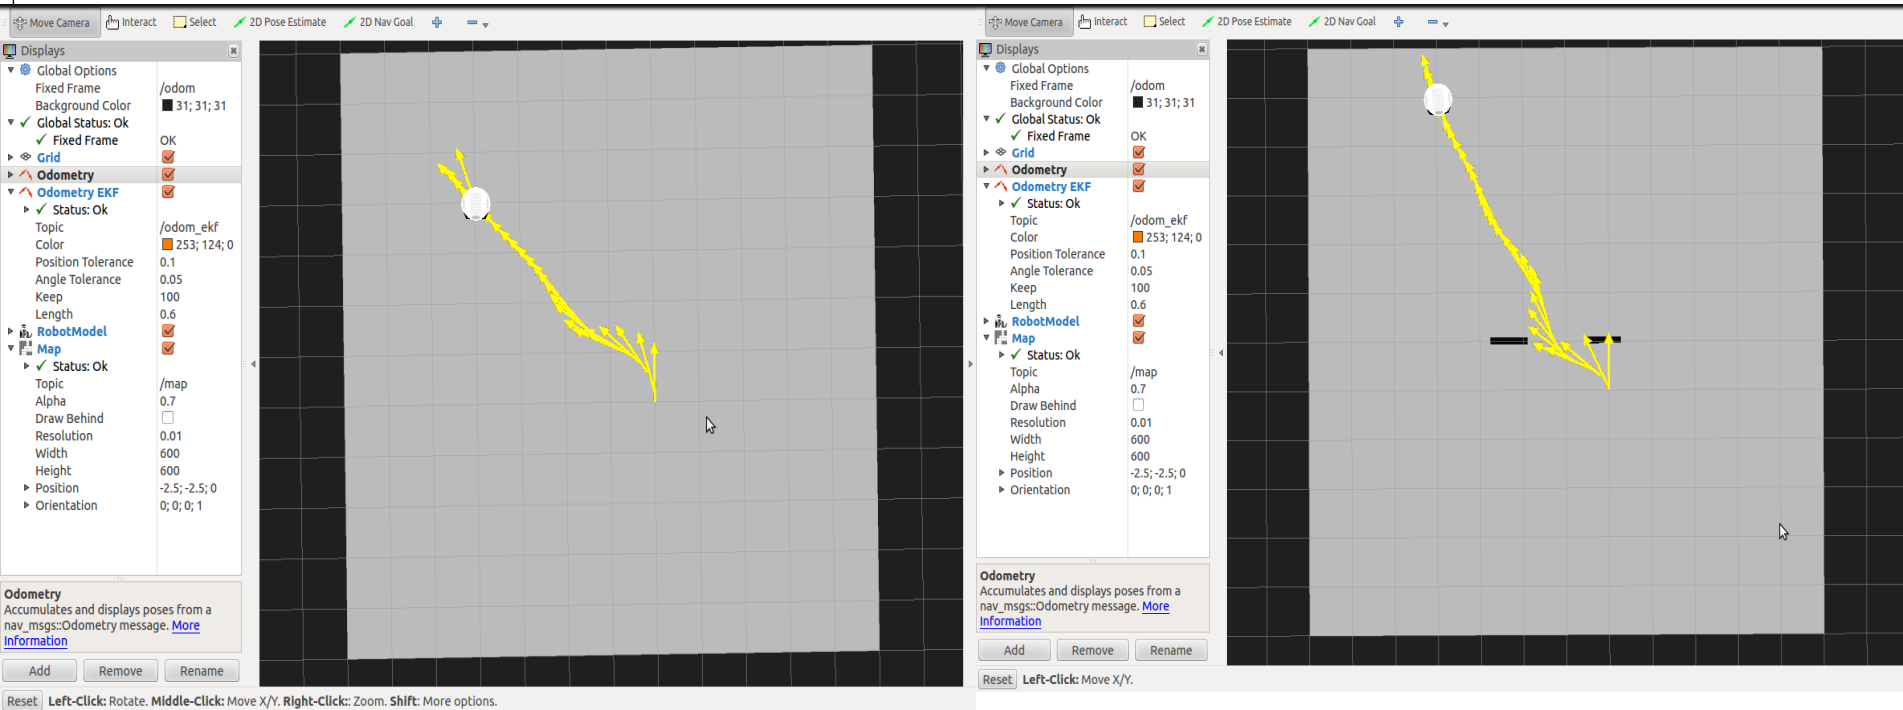 Move Camera Interact Select 2D Pose Estimate 2D Nav Goal
Displays
Global Options
Fixed Frame /odom
Background Color 31; 31; 31
Global Status: Ok
Fixed Frame OK
Grid
Odometry
Odometry EKF
Status: Ok
Topic /odom_ekf
Color 253; 124; 0
Position Tolerance 0.1
Angle Tolerance 0.05
Keep 100
Length 0.6
RobotModel
Map
Status: Ok
Topic /map
Alpha 0.7
Draw Behind
Resolution 0.01
Width 600
Height 600
Position -2.5; -2.5; 0
Orientation 0; 0; 0; 1
Odometry
Accumulates and displays poses from a
nav_msgs::Odometry message. More
Information
Add Remove Rename
Reset Left-Click: Rotate. Middle-Click: Move X/Y. Right-Click:: Zoom. Shift: More options.
Move Camera Interact Select 2D Pose Estimate 2D Nav Goal
Displays
Global Options
Fixed Frame /odom
Background Color 31; 31; 31
Global Status: Ok
Fixed Frame OK
Grid
Odometry
Odometry EKF
Status: Ok
Topic /odom_ekf
Color 253; 124; 0
Position Tolerance 0.1
Angle Tolerance 0.05
Keep 100
Length 0.6
RobotModel
Map
Status: Ok
Topic /map
Alpha 0.7
Draw Behind
Resolution 0.01
Width 600
Height 600
Position -2.5; -2.5; 0
Orientation 0; 0; 0; 1
Odometry
Accumulates and displays poses from a
nav_msgs::Odometry message. More
Information
Add Remove Rename
Reset Left-Click: Move X/Y.